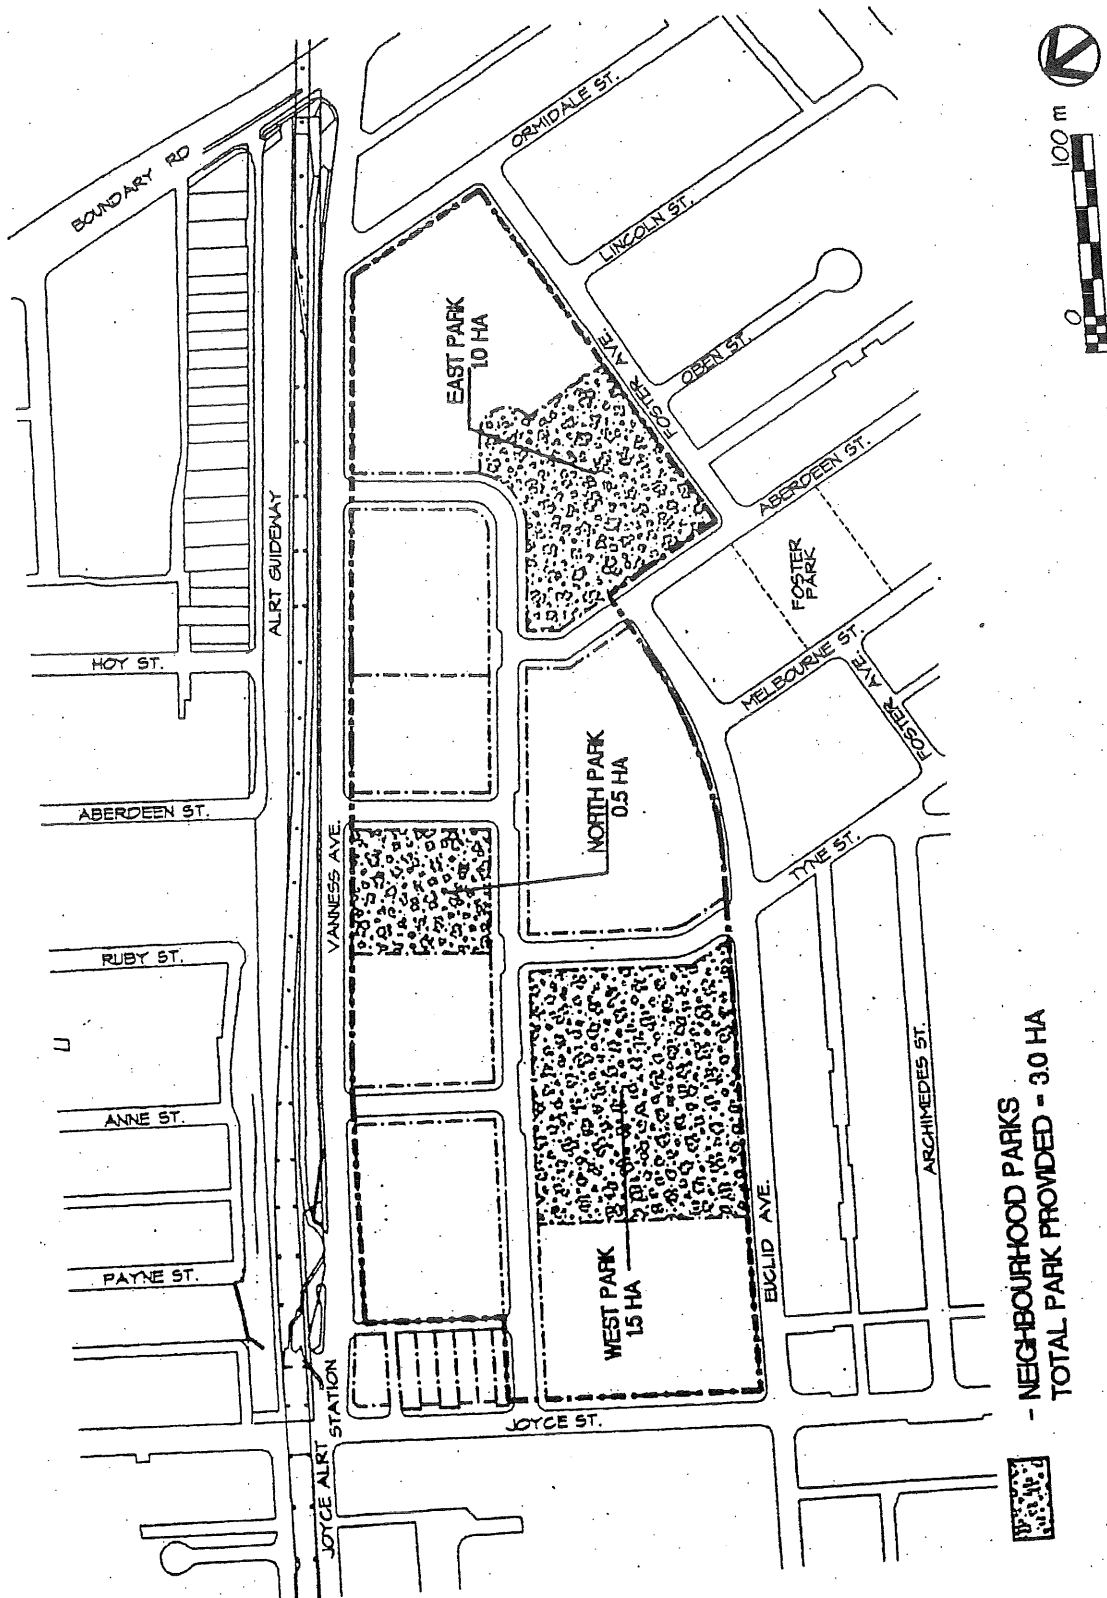 BOUNDARY RD
ORMIDALE ST.
LINCOLN ST.
100 m
0
EAST PARK
1.0 HA
FOSTER AVE.
OBEN ST.
ABERDEEN ST.
ALRT GUIDEWAY
FOSTER
PARK
HOY ST.
MELBOURNE ST.
FOSTER AVE.
NORTH PARK
0.5 HA
ABERDEEN ST.
VANNESS AVE.
TYNE ST.
RUBY ST.
ANNE ST.
ARCHIMEDES ST.
PAYNE ST.
EUCLID AVE.
WEST PARK
1.5 HA
JOYCE ST.
JOYCE ALRT
STATION
- NEIGHBOURHOOD PARKS
TOTAL PARK PROVIDED = 3.0 HA